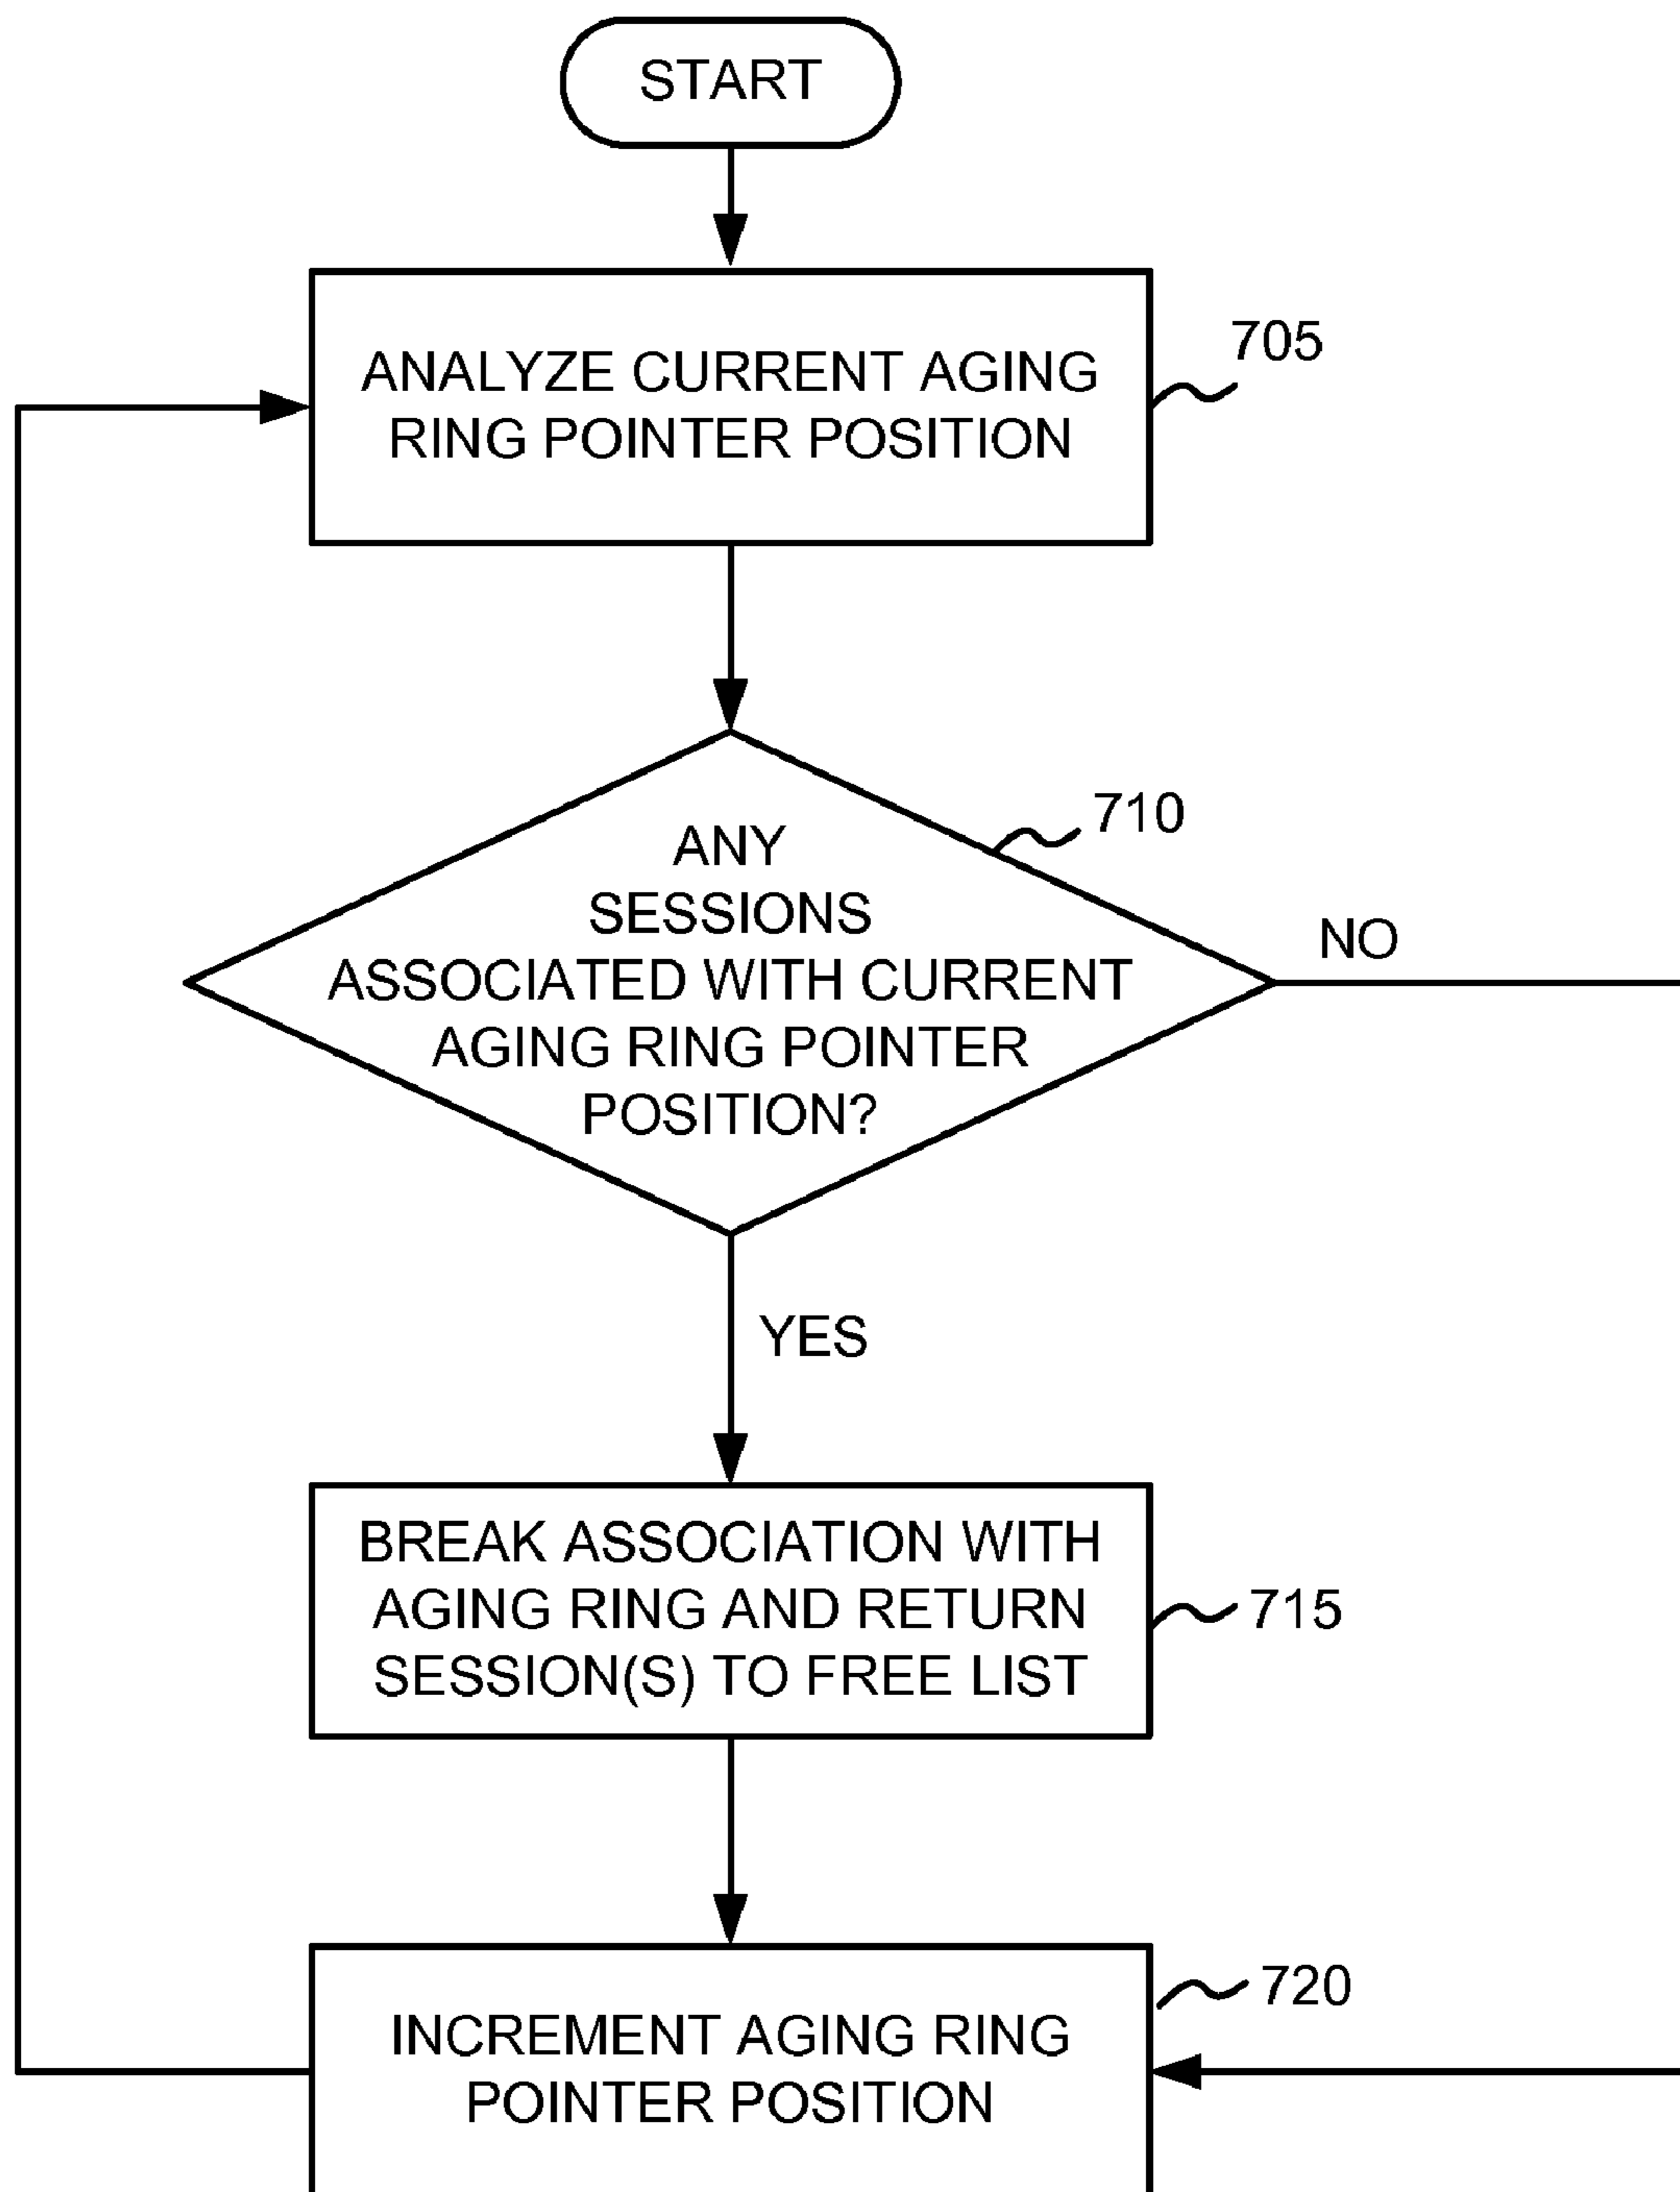 START
ANALYZE CURRENT AGING
RING POINTER POSITION
705
ANY
SESSIONS
ASSOCIATED WITH CURRENT
AGING RING POINTER
POSITION?
710
NO
YES
BREAK ASSOCIATION WITH
AGING RING AND RETURN
SESSION(S) TO FREE LIST
715
INCREMENT AGING RING
POINTER POSITION
720